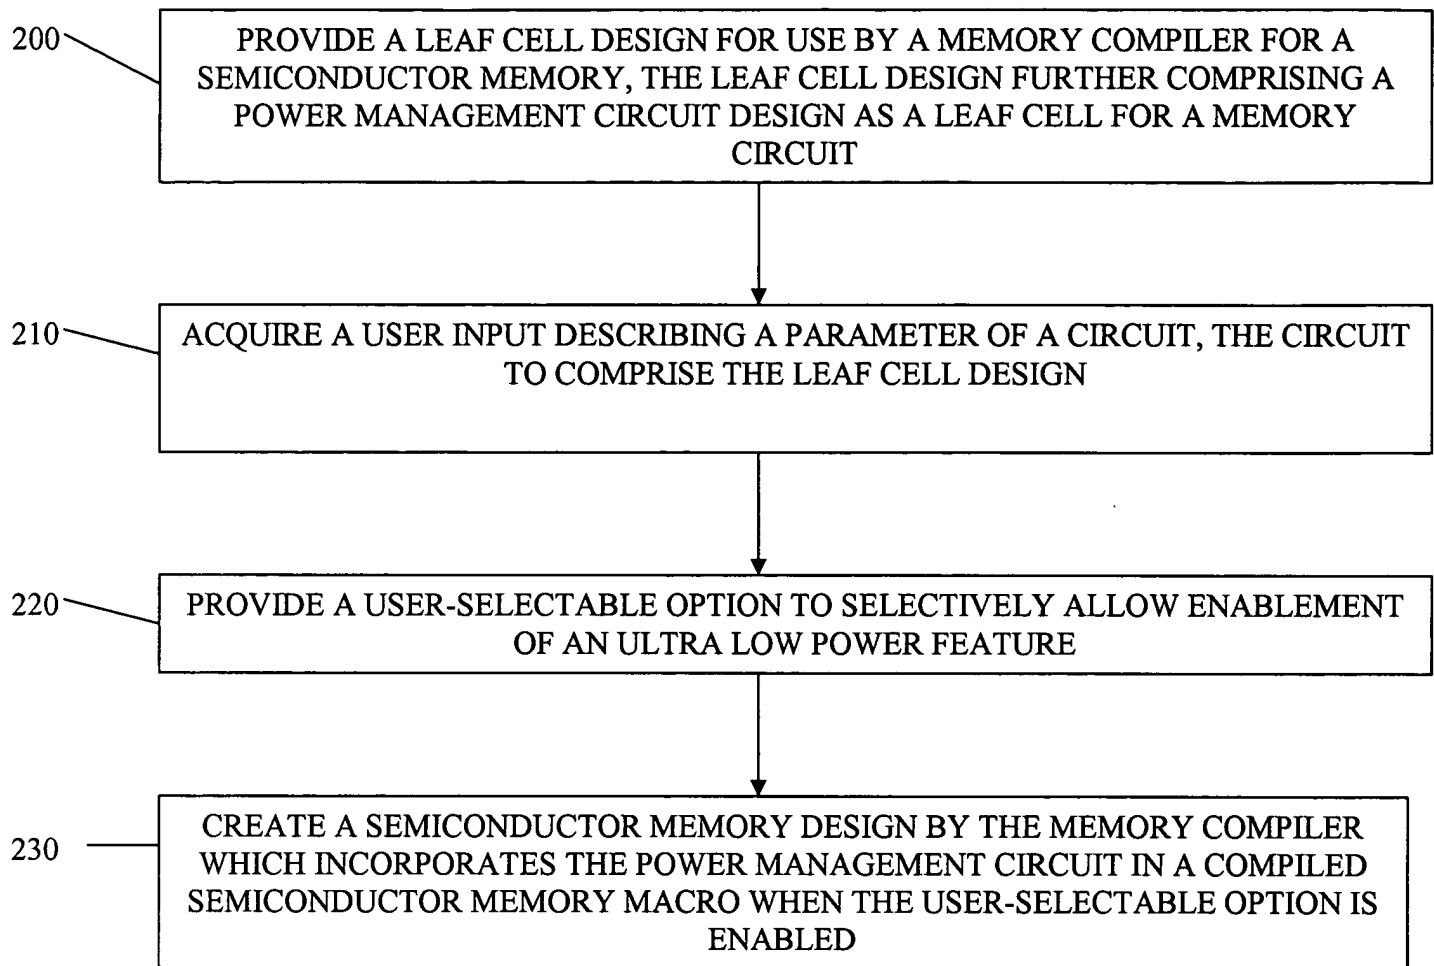 200
PROVIDE A LEAF CELL DESIGN FOR USE BY A MEMORY COMPILER FOR A
SEMICONDUCTOR MEMORY, THE LEAF CELL DESIGN FURTHER COMPRISING A
POWER MANAGEMENT CIRCUIT DESIGN AS A LEAF CELL FOR A MEMORY
CIRCUIT
210
ACQUIRE A USER INPUT DESCRIBING A PARAMETER OF A CIRCUIT, THE CIRCUIT
TO COMPRISE THE LEAF CELL DESIGN
220
PROVIDE A USER-SELECTABLE OPTION TO SELECTIVELY ALLOW ENABLEMENT
OF AN ULTRA LOW POWER FEATURE
230
CREATE A SEMICONDUCTOR MEMORY DESIGN BY THE MEMORY COMPILER
WHICH INCORPORATES THE POWER MANAGEMENT CIRCUIT IN A COMPILED
SEMICONDUCTOR MEMORY MACRO WHEN THE USER-SELECTABLE OPTION IS
ENABLED